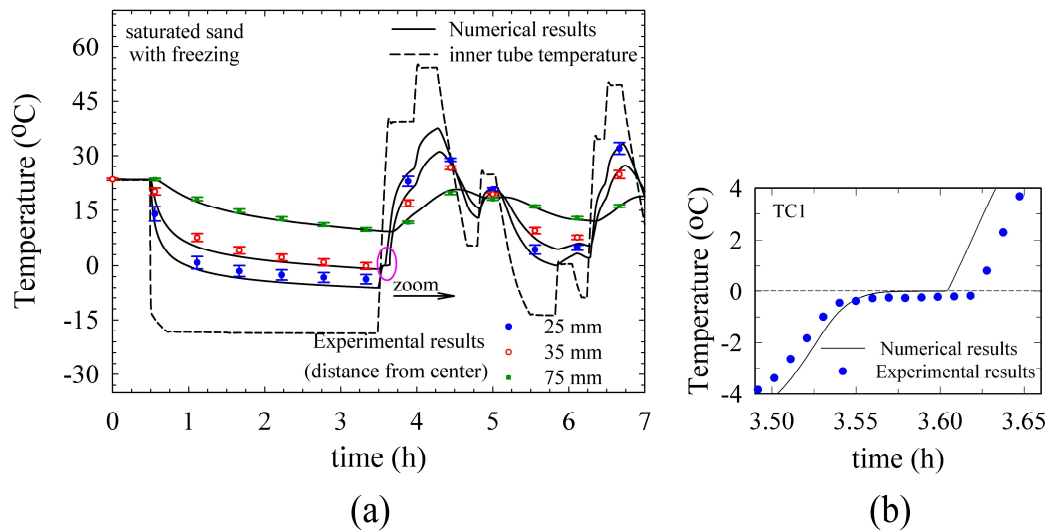 saturated sand
with freezing
Numerical results
inner tube temperature
60
45
30
15
0
-15
-30
Temperature (ºC)
zoom
Experimental results
(distance from center)
25 mm
35 mm
75 mm
0 1 2 3 4 5 6 7
time (h)
(a)
TC1
4
2
0
-2
-4
Temperature (ºC)
Numerical results
Experimental results
3.50 3.55 3.60 3.65
time (h)
(b)